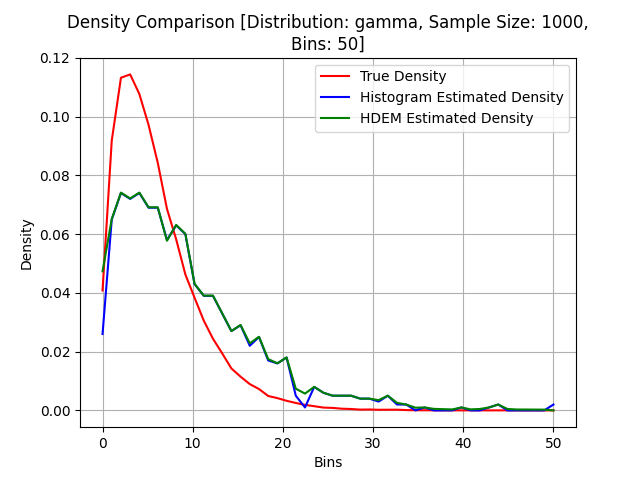 Density Comparison [Distribution: gamma, Sample Size: 1000,
Bins: 50]
True Density
Histogram Estimated Density
HDEM Estimated Density
Density
0.12
0.10
0.08
0.06
0.04
0.02
0.00
0 10 20 30 40 50
Bins